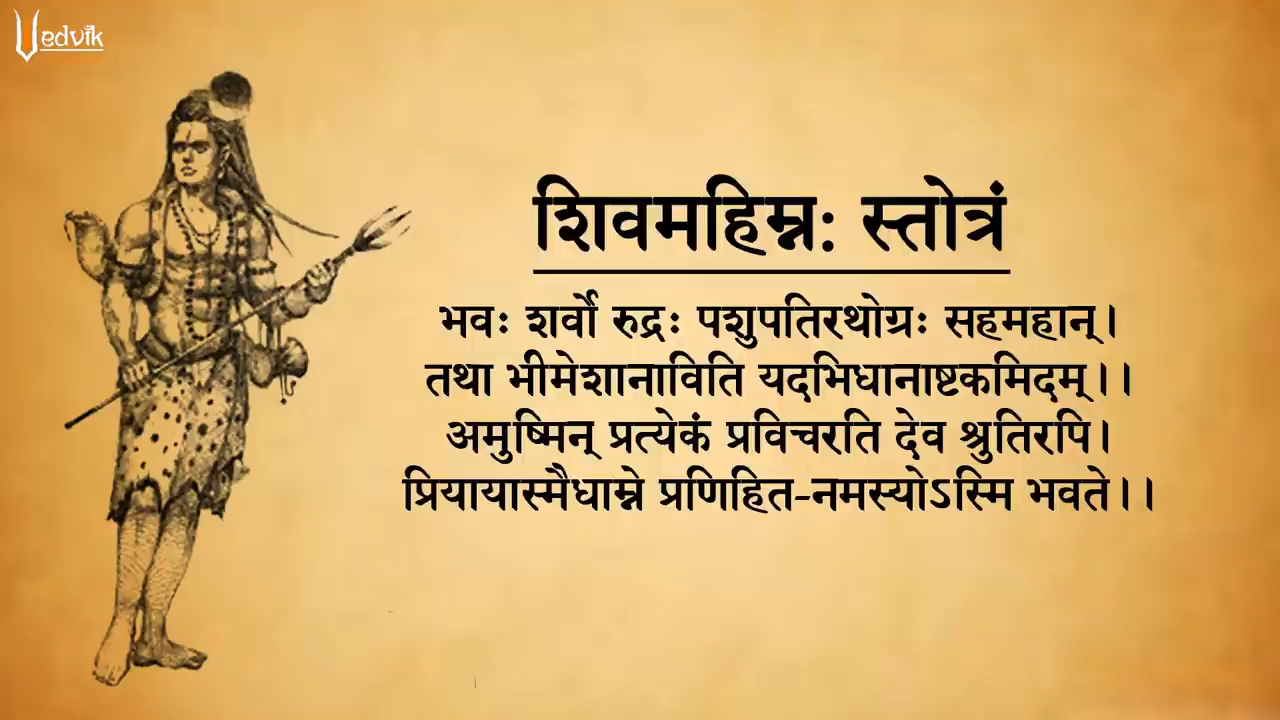 Vedvik
शिवमहिम्न: स्तोत्रं
भवः शर्वो रुद्रः पशुपतिरथोग्रः सहमहान्।
तथा भीमेशानाविति यदभिधानाष्टकमिदम्।।
अमुष्मिन् प्रत्येकं प्रविचरति देव श्रुतिरपि।
प्रियायास्मैधाम्ने प्रणिहित-नमस्योऽस्मि भवते।।